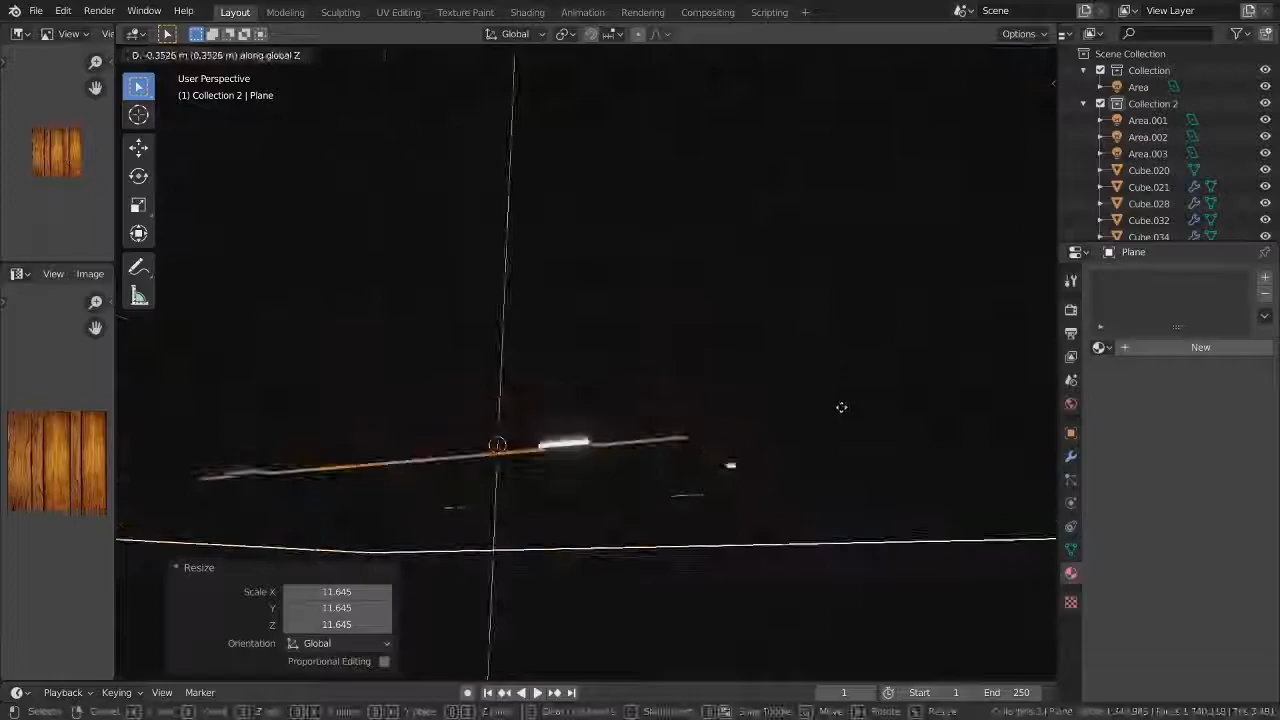 File Edit Render Window Help Layout Modeling Sculpting UV Editing Texture Paint Shading Animation Rendering Compositing Scripting + Scene View Layer
View Global Options
D: -0.3526 m (0.3526 m) along global Z
User Perspective
(1) Collection 2 | Plane
Scene Collection
Collection
Area
Collection 2
Area.001
Area.002
Area.003
Cube.020
Cube.021
Cube.028
Cube.032
Cube.034
View Image
Plane
New
Resize
Scale X 11.645
Y 11.645
Z 11.645
Orientation Global
Proportional Editing
Playback Keying View Marker 1 Start 1 End 250
Cancel Move Rotate Resize